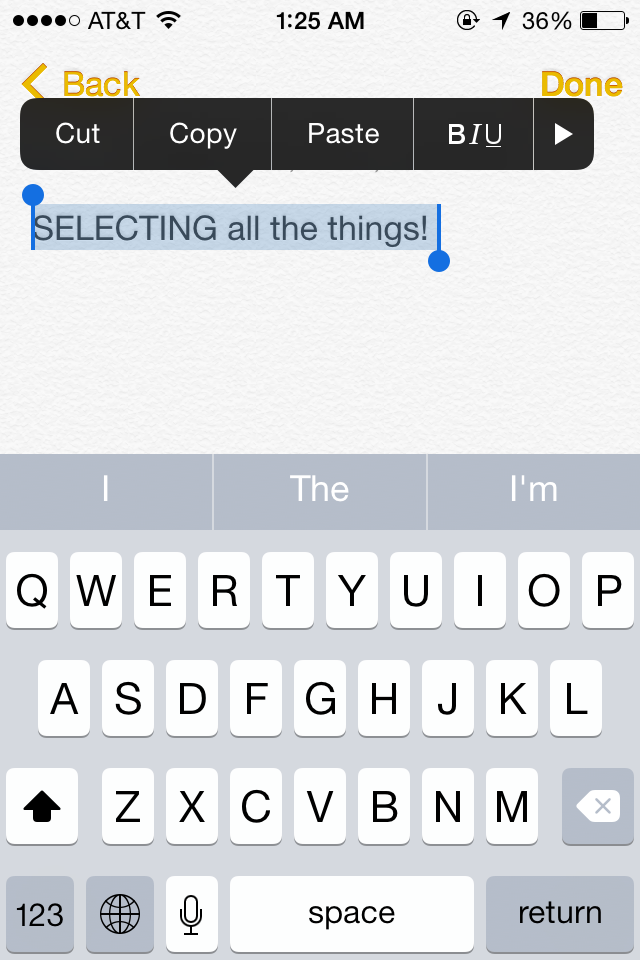 AT&T 1:25 AM 36%
Back Done
Cut Copy Paste BIU
SELECTING all the things!
I The I'm
Q W E R T Y U I O P
A S D F G H J K L
Z X C V B N M
123 space return